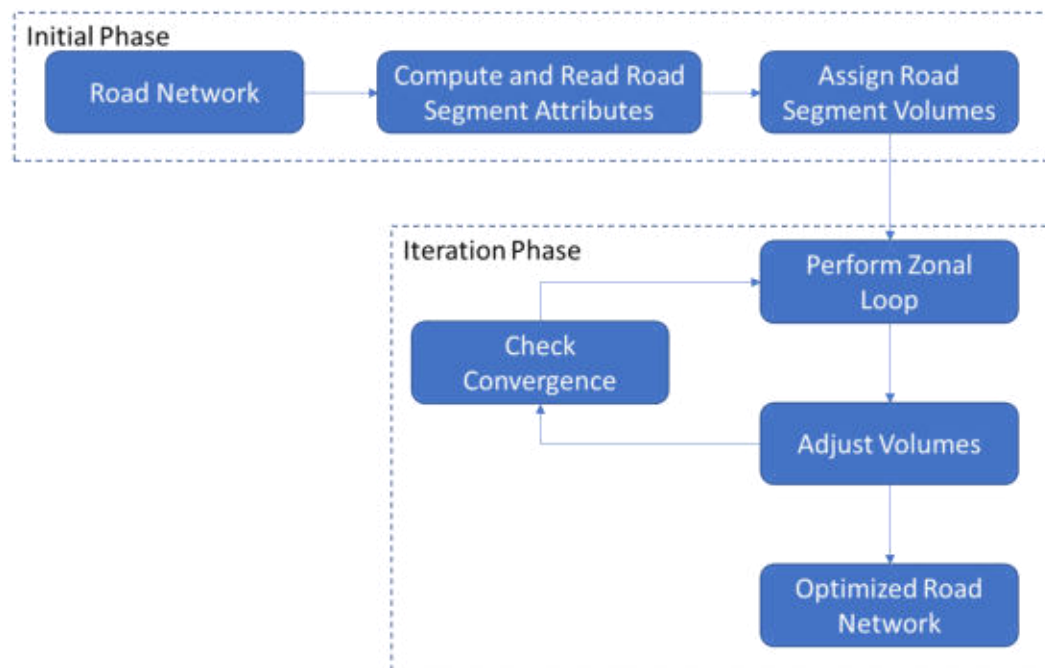 Initial Phase
Road Network
Compute and Read Road
Segment Attributes
Assign Road
Segment Volumes
Iteration Phase
Perform Zonal
Loop
Check
Convergence
Adjust Volumes
Optimized Road
Network